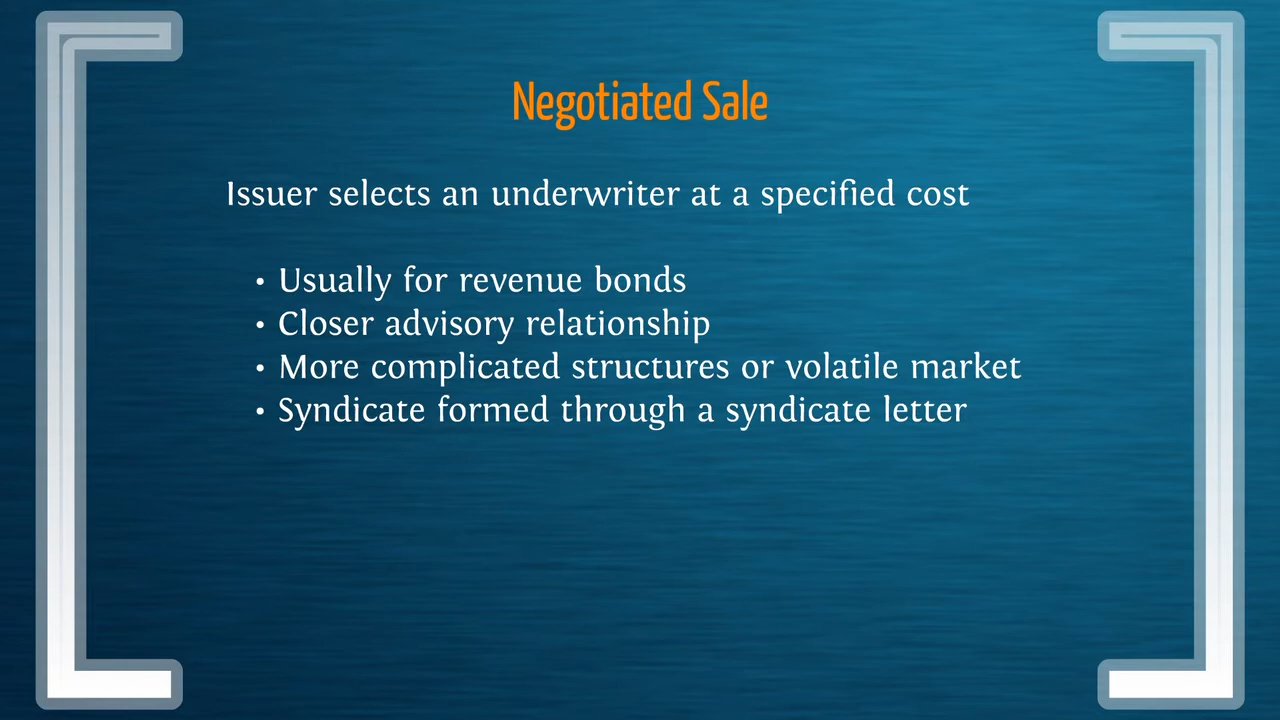 Negotiated Sale
Issuer selects an underwriter at a specified cost
• Usually for revenue bonds
• Closer advisory relationship
• More complicated structures or volatile market
• Syndicate formed through a syndicate letter